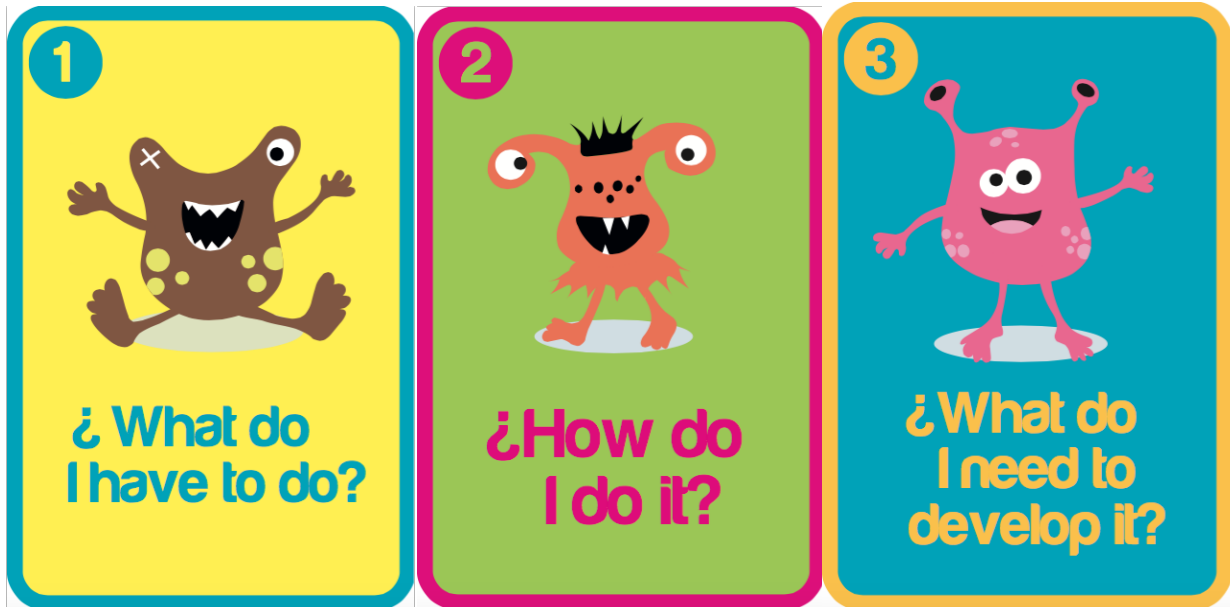 1
¿ What do
I have to do?
2
¿How do
I do it?
3
¿What do
I need to
develop it?